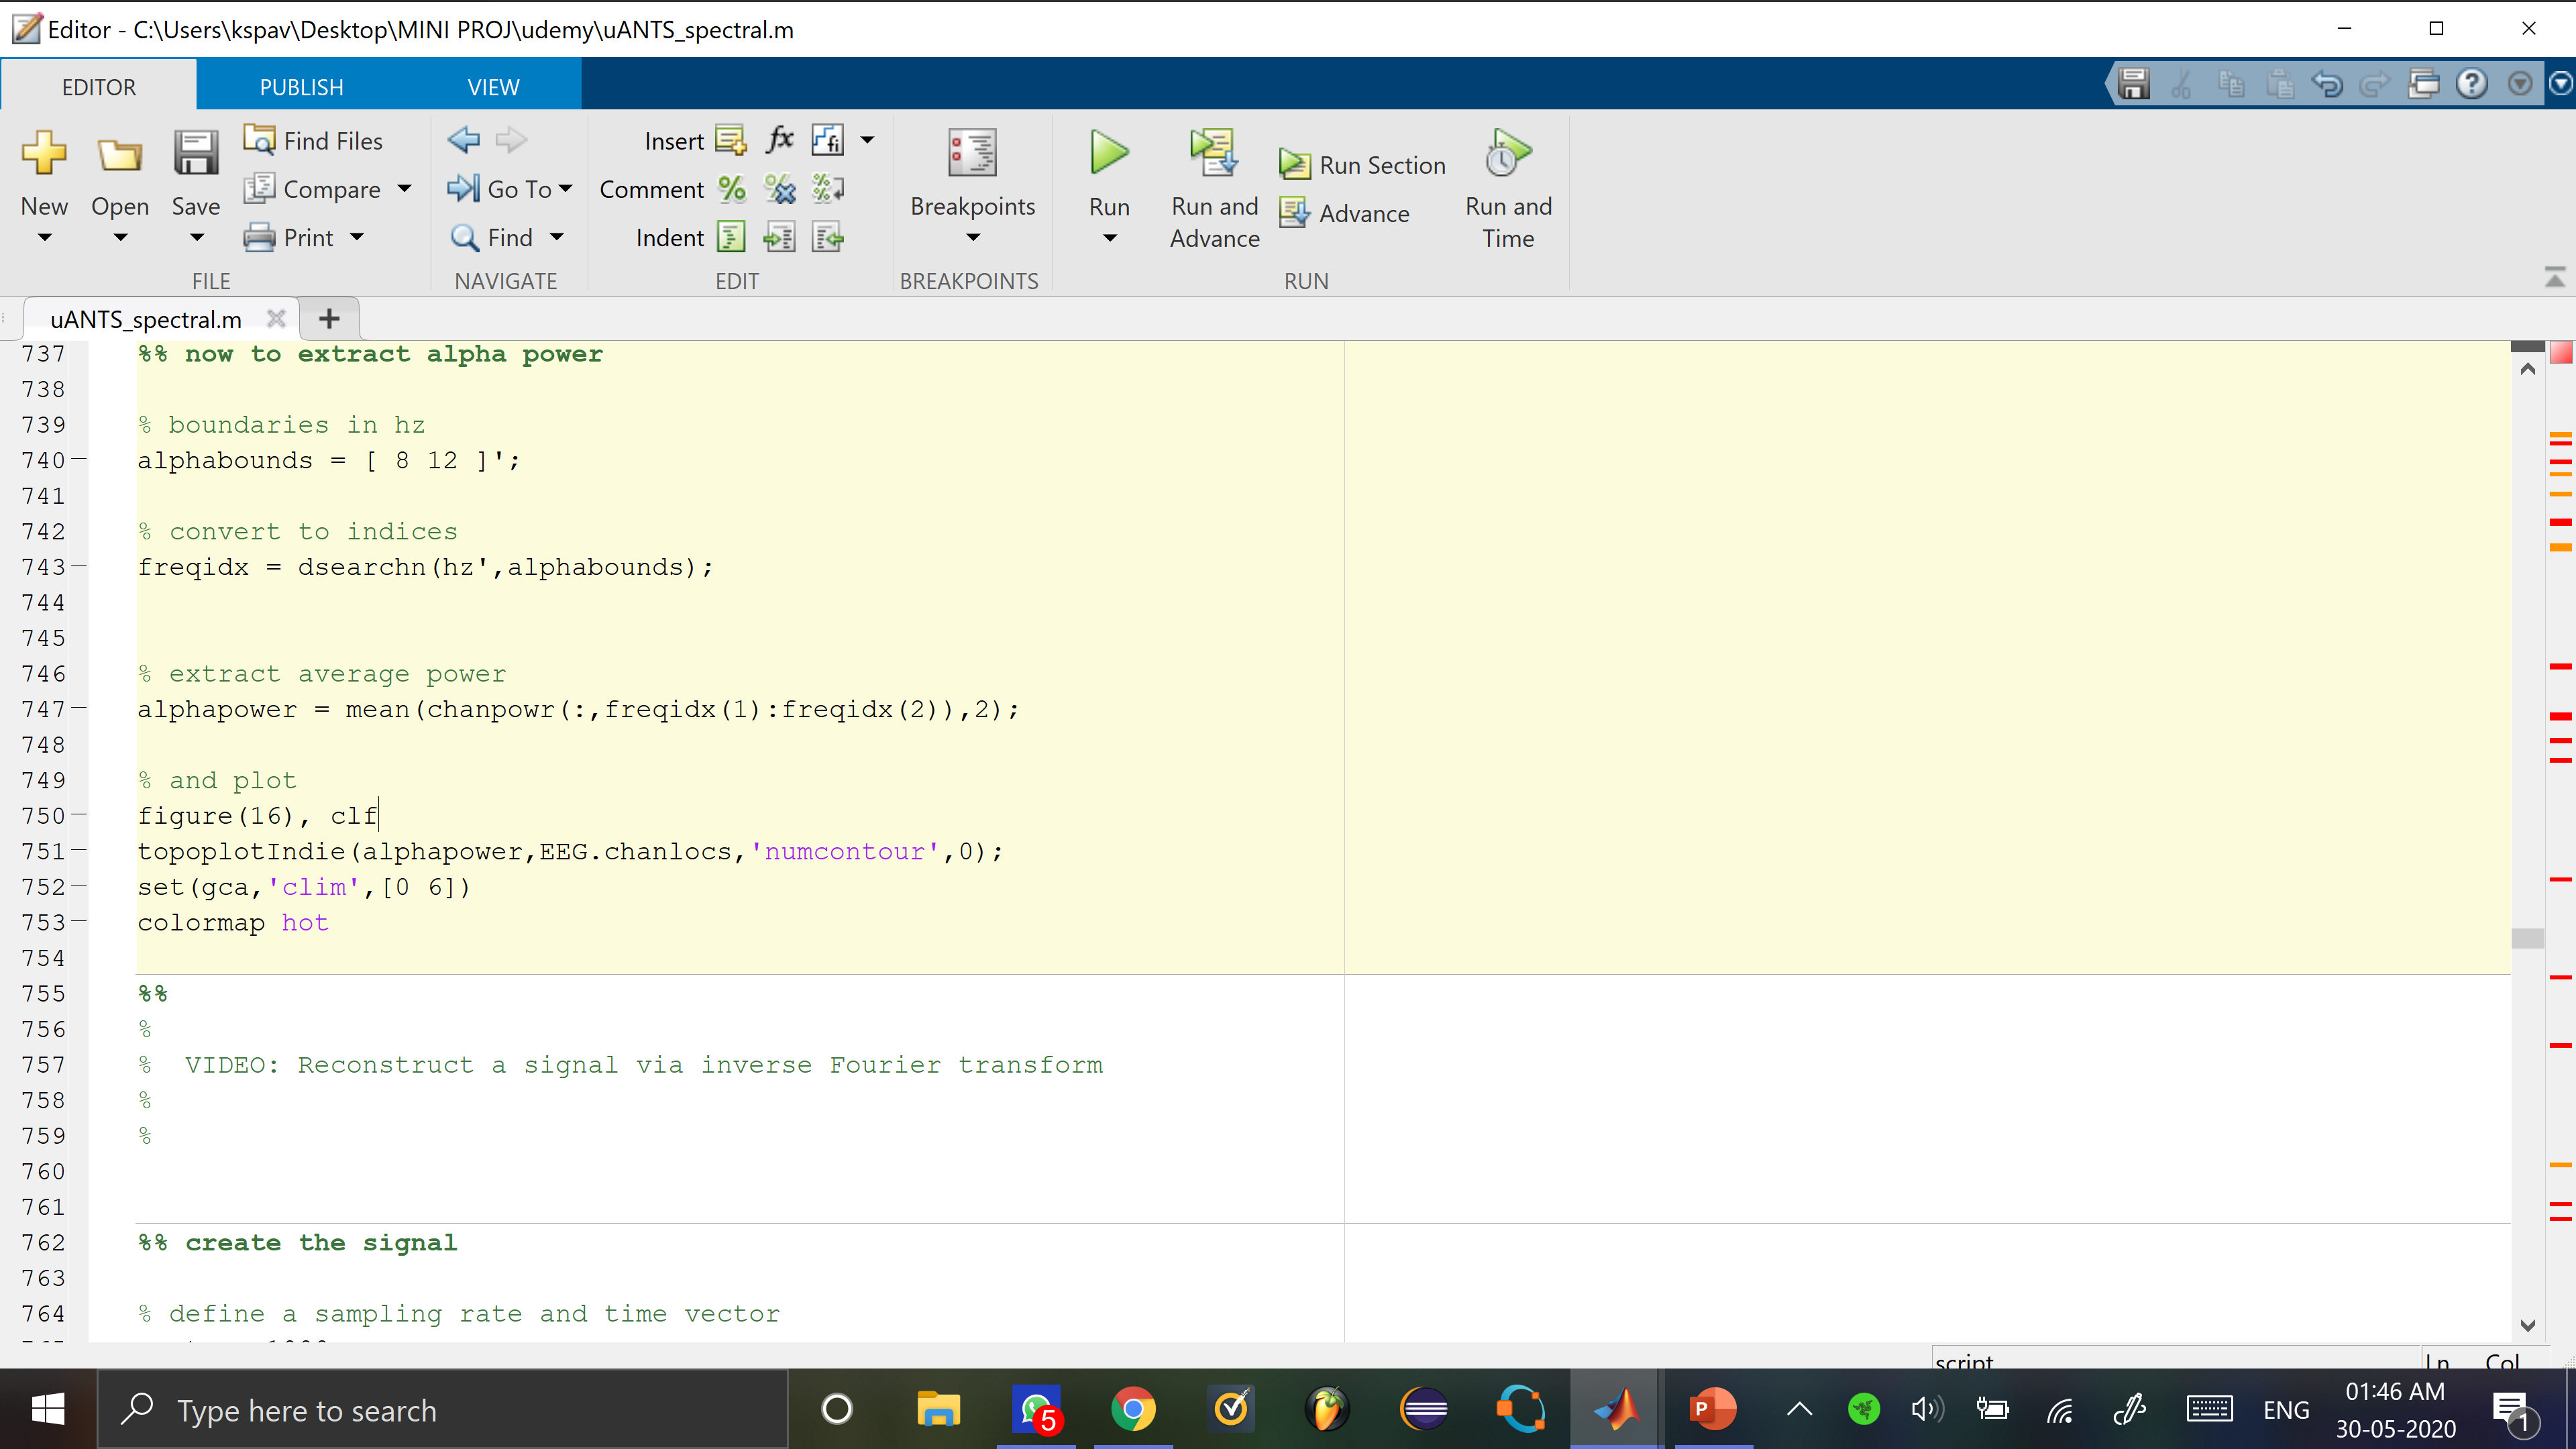 Editor - C:\Users\kspav\Desktop\MINI PROJ\udemy\uANTS_spectral.m
EDITOR PUBLISH VIEW
New Open Save Find Files Compare Print
FILE
Go To Find
NAVIGATE
Insert fx fi
Comment
Indent
EDIT
Breakpoints
BREAKPOINTS
Run Run and Advance Run Section Advance Run and Time
RUN
uANTS_spectral.m
737 %% now to extract alpha power
738
739 % boundaries in hz
740 alphabounds = [ 8 12 ]';
741
742 % convert to indices
743 freqidx = dsearchn(hz',alphabounds);
744
745
746 % extract average power
747 alphapower = mean(chanpowr(:,freqidx(1):freqidx(2)),2);
748
749 % and plot
750 figure(16), clf
751 topoplotIndie(alphapower,EEG.chanlocs,'numcontour',0);
752 set(gca,'clim',[0 6])
753 colormap hot
754
755 %%
756 %
757 %  VIDEO: Reconstruct a signal via inverse Fourier transform
758 %
759 %
760
761
762 %% create the signal
763
764 % define a sampling rate and time vector
script Ln Col
Type here to search
5
P
ENG
01:46 AM
30-05-2020
1